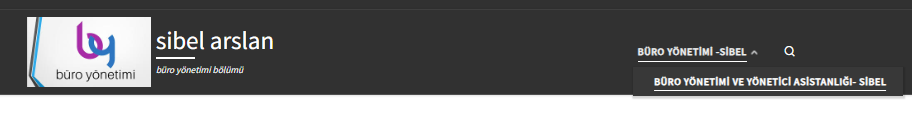 by
büro yönetimi
sibel arslan
büro yönetimi bölümü
BÜRO YÖNETİMİ -SİBEL
BÜRO YÖNETİMİ VE YÖNETİCİ ASİSTANLIĞI- SİBEL